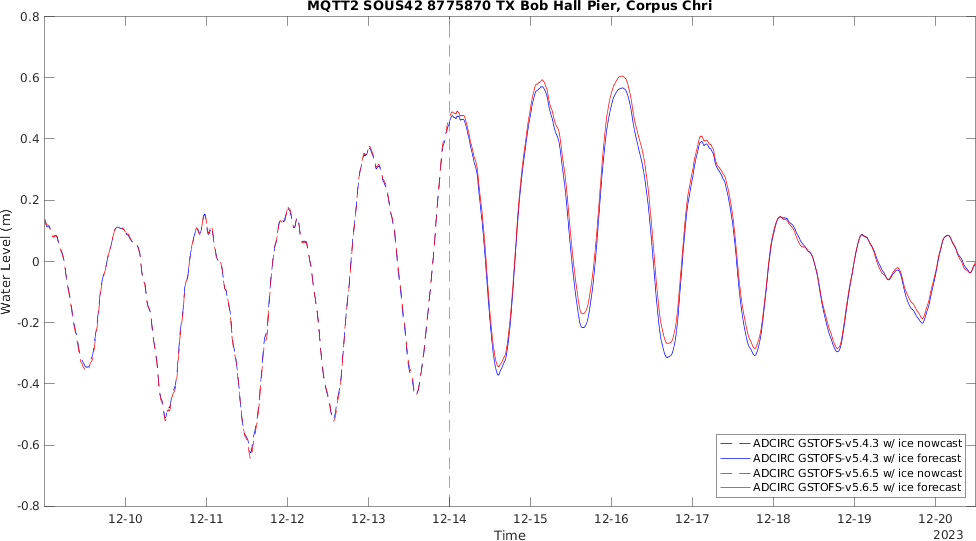 MQTT2 SOUS42 8775870 TX Bob Hall Pier, Corpus Chri
0.8
0.6
0.4
0.2
0
-0.2
-0.4
-0.6
-0.8
Water Level (m)
ADCIRC GSTOFS-v5.4.3 w/ ice nowcast
ADCIRC GSTOFS-v5.4.3 w/ ice forecast
ADCIRC GSTOFS-v5.6.5 w/ ice nowcast
ADCIRC GSTOFS-v5.6.5 w/ ice forecast
12-10 12-11 12-12 12-13 12-14 12-15 12-16 12-17 12-18 12-19 12-20
Time 2023